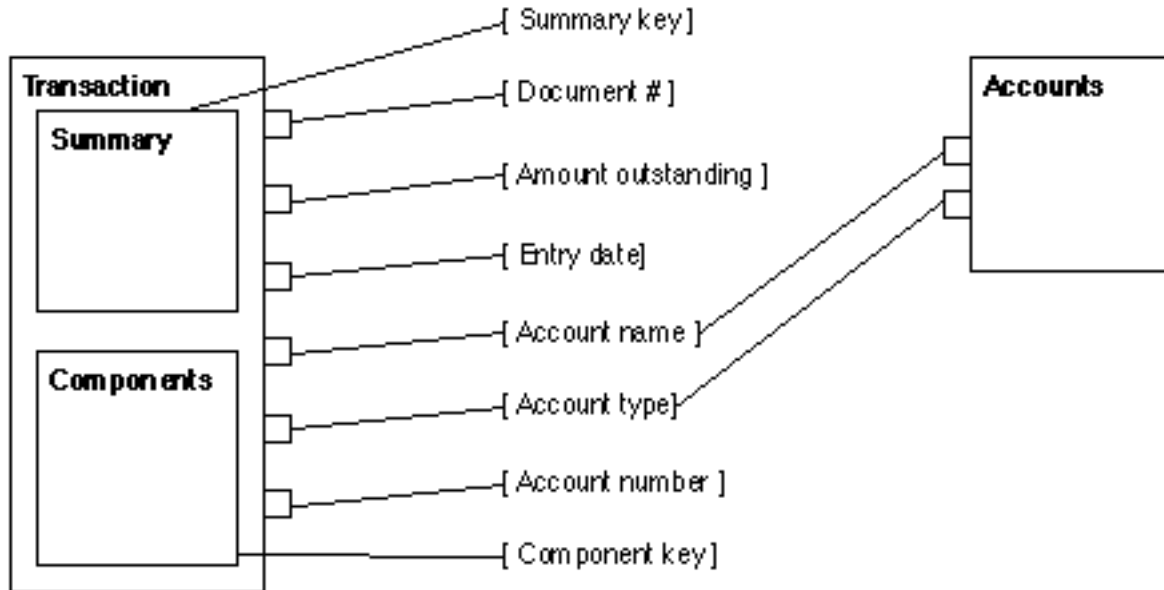 [ Summary key ]
Transaction
[ Document # ]
Accounts
Summary
[ Amount outstanding ]
[ Entry date]
[ Account name ]
Components
[ Account type]
[ Account number ]
[ Component key ]